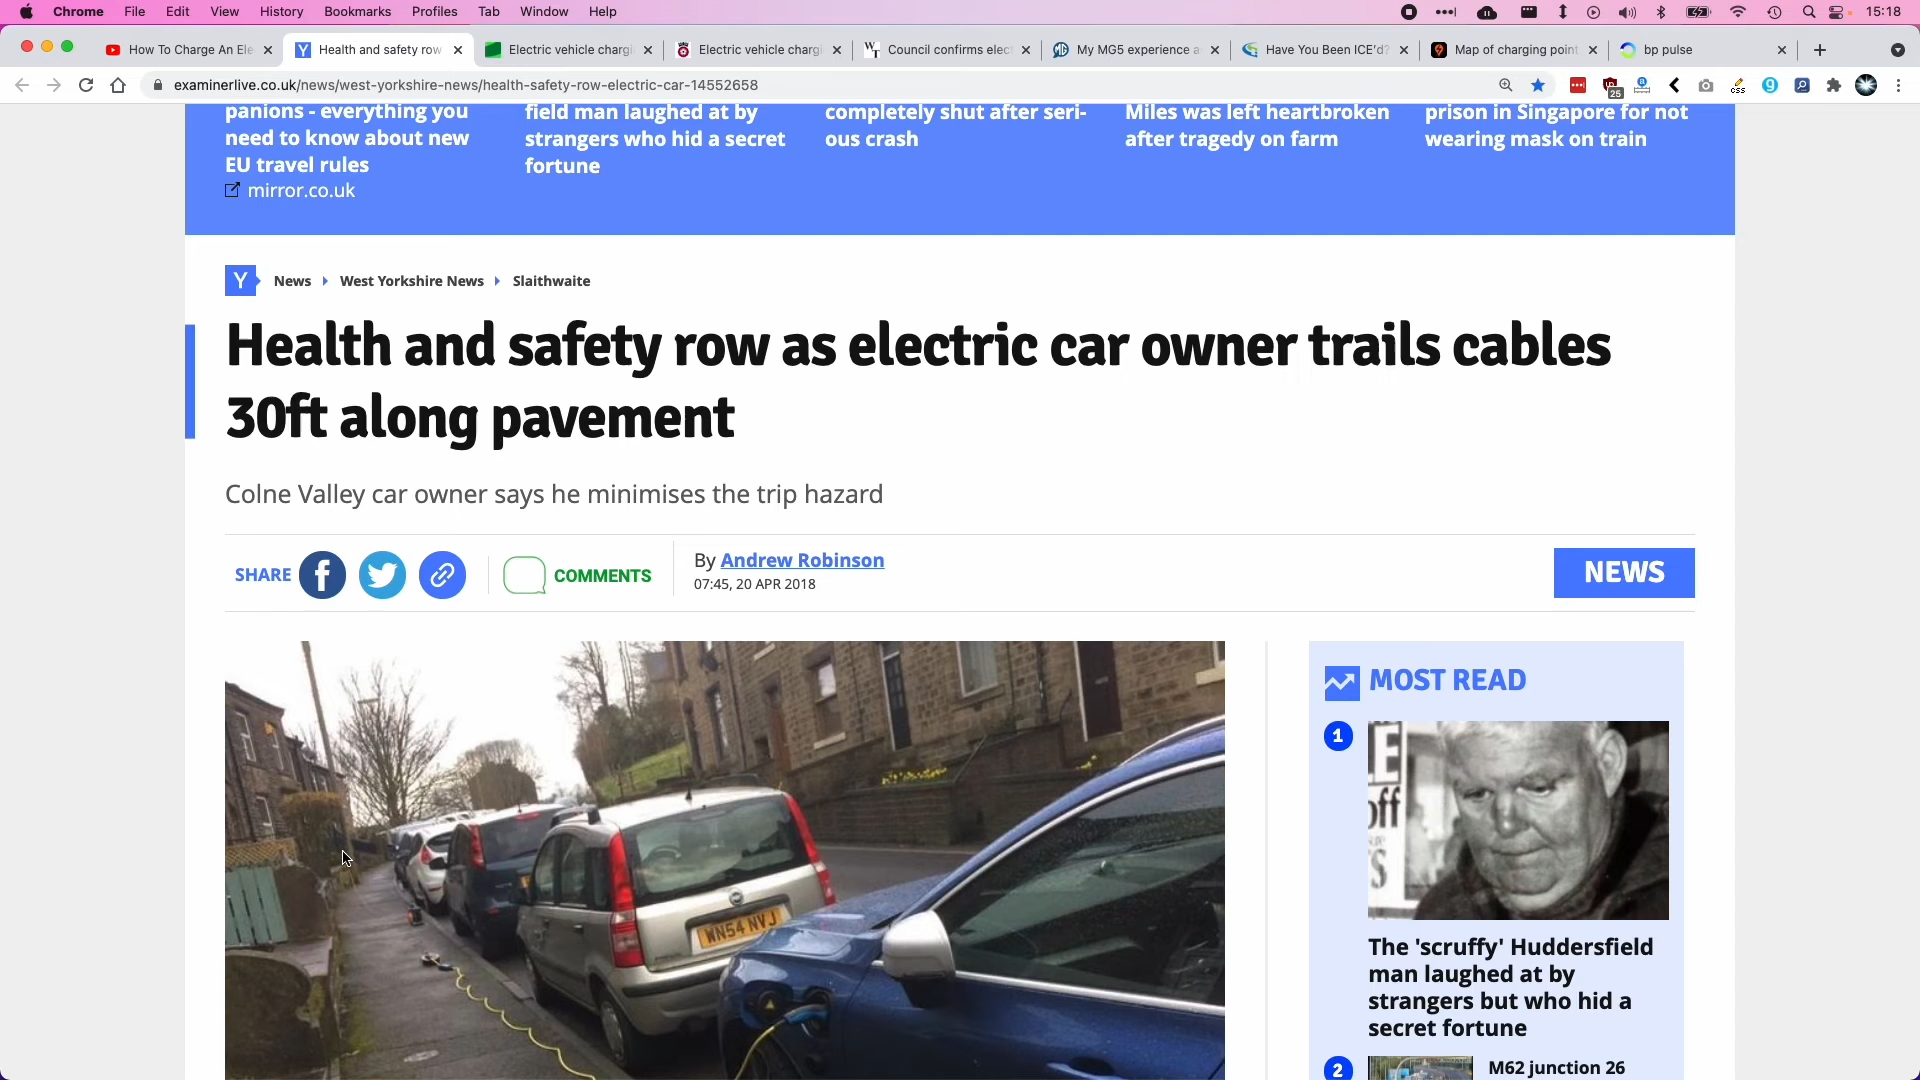 Chrome File Edit View History Bookmarks Profiles Tab Window Help 15:18
How To Charge An Ele
Health and safety row
Electric vehicle chargi
Electric vehicle chargi
Council confirms elec
My MG5 experience a
Have You Been ICE'd?
Map of charging point
bp pulse
examinerlive.co.uk/news/west-yorkshire-news/health-safety-row-electric-car-14552658
25
panions - everything you
need to know about new
EU travel rules
mirror.co.uk
field man laughed at by
strangers who hid a secret
fortune
completely shut after seri-
ous crash
Miles was left heartbroken
after tragedy on farm
prison in Singapore for not
wearing mask on train
Y News West Yorkshire News Slaithwaite
Health and safety row as electric car owner trails cables
30ft along pavement
Colne Valley car owner says he minimises the trip hazard
SHARE
COMMENTS
By Andrew Robinson
07:45, 20 APR 2018
NEWS
WN54 NVJ
MOST READ
1
The 'scruffy' Huddersfield
man laughed at by
strangers but who hid a
secret fortune
2
M62 junction 26